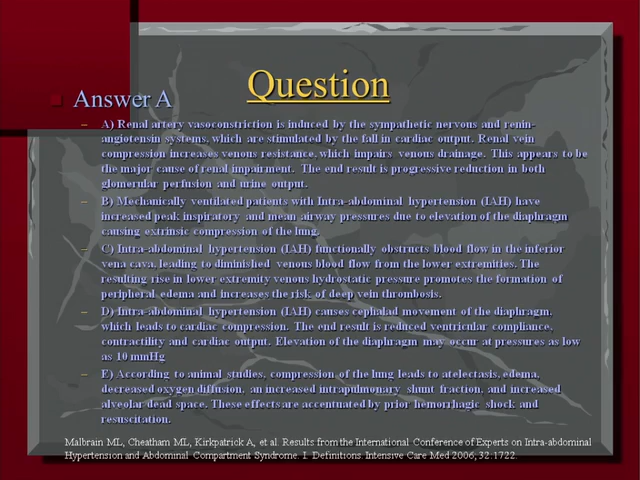 Question
Answer A
– A) Renal artery vasoconstriction is induced by the sympathetic nervous and renin-
angiotensin systems, which are stimulated by the fall in cardiac output. Renal vein
compression increases venous resistance, which impairs venous drainage. This appears to be
the major cause of renal impairment. The end result is progressive reduction in both
glomerular perfusion and urine output.
– B) Mechanically ventilated patients with Intra-abdominal hypertension (IAH) have
increased peak inspiratory and mean airway pressures due to elevation of the diaphragm
causing extrinsic compression of the lung.
– C) Intra-abdominal hypertension (IAH) functionally obstructs blood flow in the inferior
vena cava, leading to diminished venous blood flow from the lower extremities. The
resulting rise in lower extremity venous hydrostatic pressure promotes the formation of
peripheral edema and increases the risk of deep vein thrombosis.
– D) Intra-abdominal hypertension (IAH) causes cephalad movement of the diaphragm,
which leads to cardiac compression. The end result is reduced ventricular compliance,
contractility and cardiac output. Elevation of the diaphragm may occur at pressures as low
as 10 mmHg
– E) According to animal studies, compression of the lung leads to atelectasis, edema,
decreased oxygen diffusion, an increased intrapulmonary shunt fraction, and increased
alveolar dead space. These effects are accentuated by prior hemorrhagic shock and
resuscitation.
Malbrain ML, Cheatham ML, Kirkpatrick A, et al. Results from the International Conference of Experts on Intra-abdominal
Hypertension and Abdominal Compartment Syndrome. I. Definitions. Intensive Care Med 2006; 32:1722.